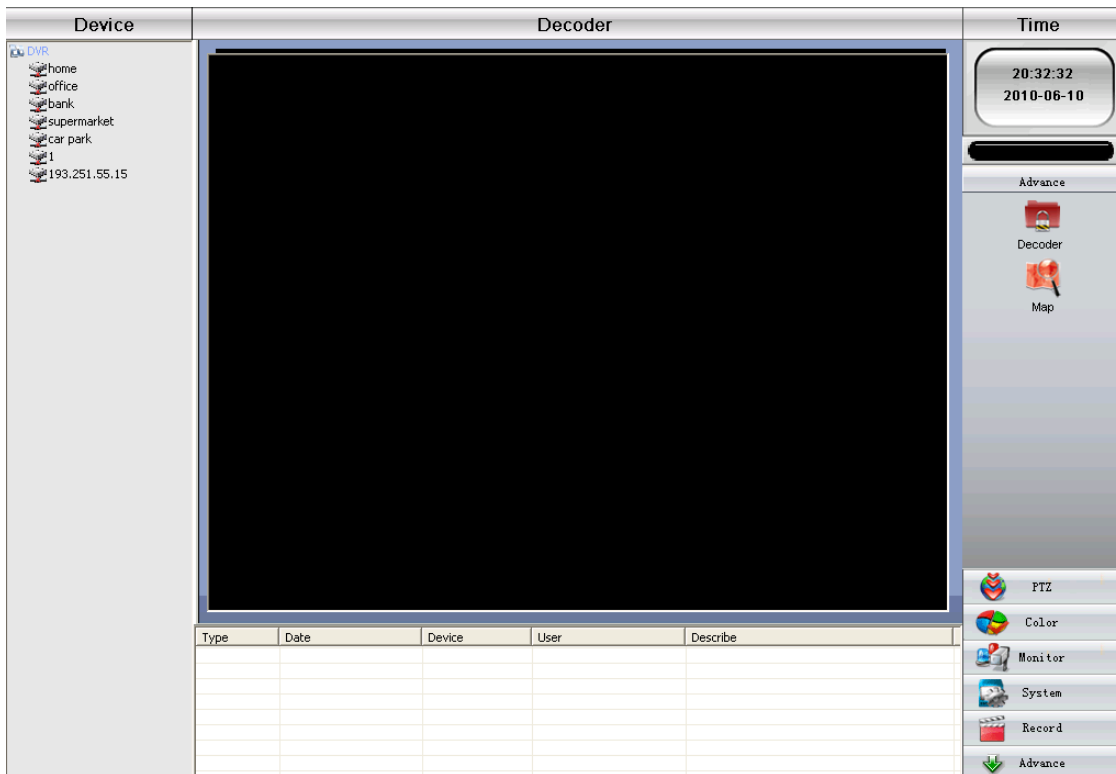 Device
Decoder
Time
DVR
home
office
bank
supermarket
car park
1
193.251.55.15
20:32:32
2010-06-10
Advance
Decoder
Map
PTZ
Color
Monitor
System
Record
Advance
Type Date Device User Describe